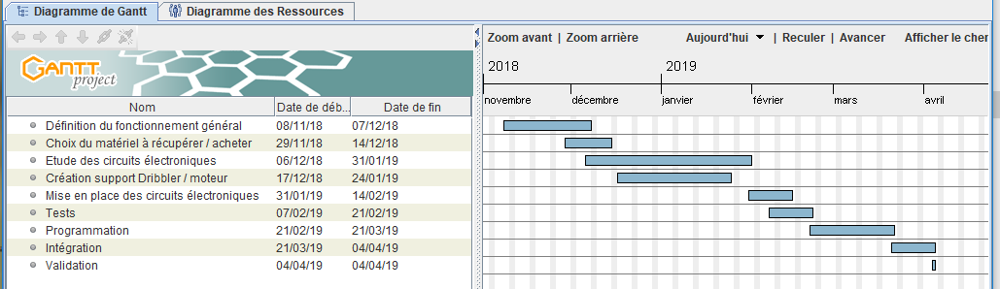 Diagramme de Gantt Diagramme des Ressources
Zoom avant | Zoom arrière Aujourd'hui | Reculer | Avancer Afficher le cher
GANTT project
2018 2019
Nom Date de déb... Date de fin novembre décembre janvier février mars avril
Définition du fonctionnement général 08/11/18 07/12/18
Choix du matériel à récupérer / acheter 29/11/18 14/12/18
Etude des circuits électroniques 06/12/18 31/01/19
Création support Dribbler / moteur 17/12/18 24/01/19
Mise en place des circuits électroniques 31/01/19 14/02/19
Tests 07/02/19 21/02/19
Programmation 21/02/19 21/03/19
Intégration 21/03/19 04/04/19
Validation 04/04/19 04/04/19